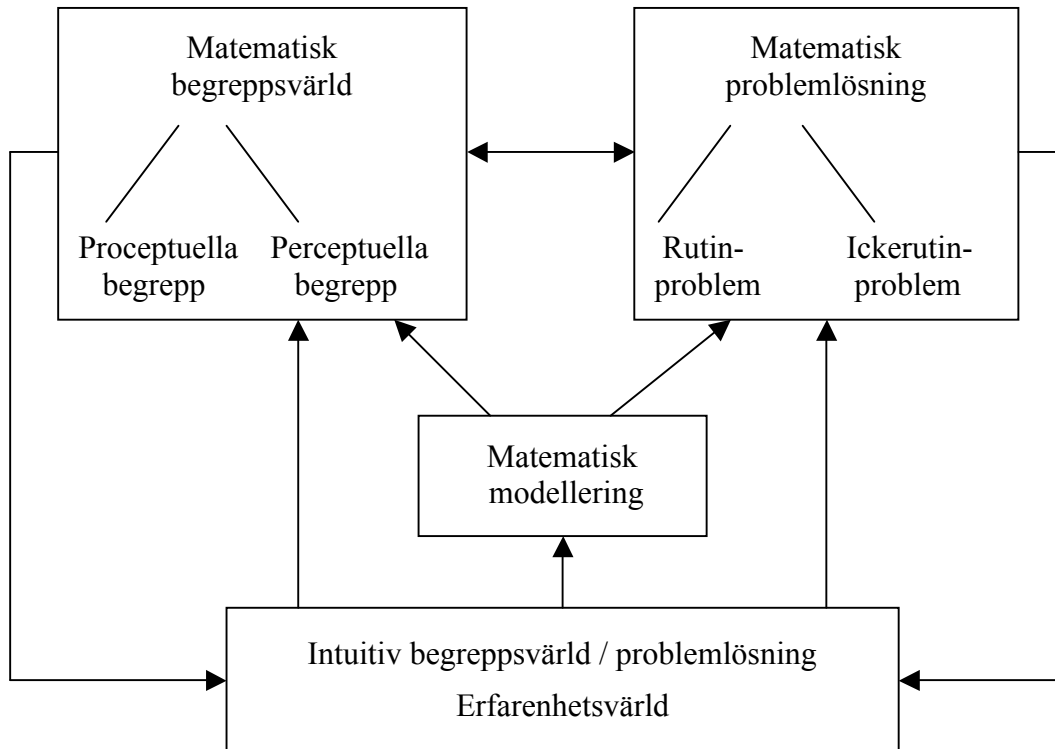 Matematisk
begreppsvärld
Proceptuella
begrepp
Perceptuella
begrepp
Matematisk
problemlösning
Rutin-
problem
Ickerutin-
problem
Matematisk
modellering
Intuitiv begreppsvärld / problemlösning
Erfarenhetsvärld